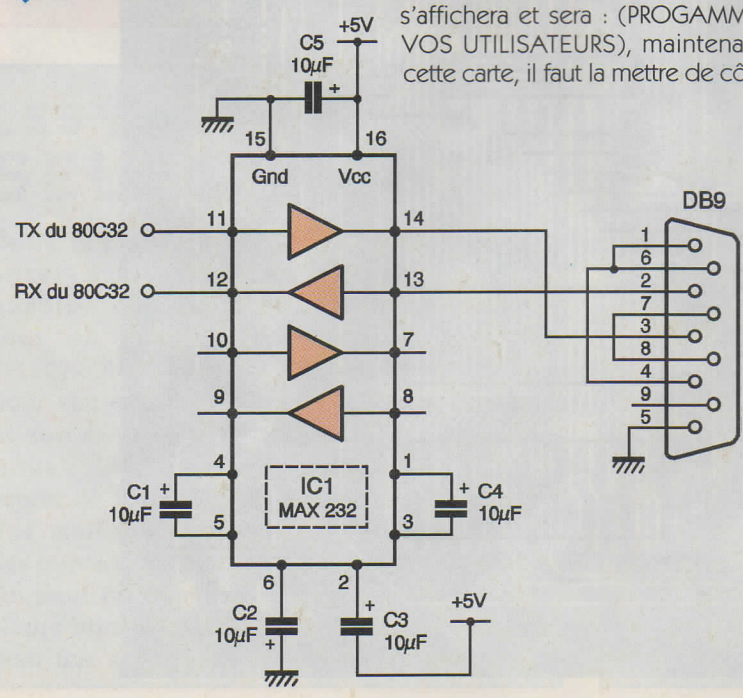 s'affichera et sera : (PROGAMM
VOS UTILISATEURS), maintena
cette carte, il faut la mettre de cô
+5V
C5
10µF
+
15
16
Gnd
Vcc
DB9
TX du 80C32
11
14
RX du 80C32
12
13
10
7
9
8
1
6
2
7
3
8
4
9
5
4
1
C1
10µF
+
IC1
MAX 232
+
C4
10µF
5
3
6
2
C2
10µF
+
+
C3
10µF
+5V